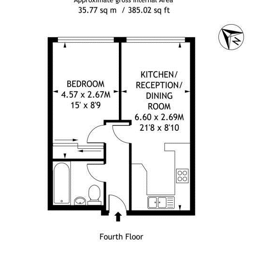 Approximate gross internal Area
35.77 sq m / 385.02 sq ft
N
BEDROOM
4.57 x 2.67M
15' x 8'9
KITCHEN/
RECEPTION/
DINING
ROOM
6.60 x 2.69M
21'8 x 8'10
Fourth Floor